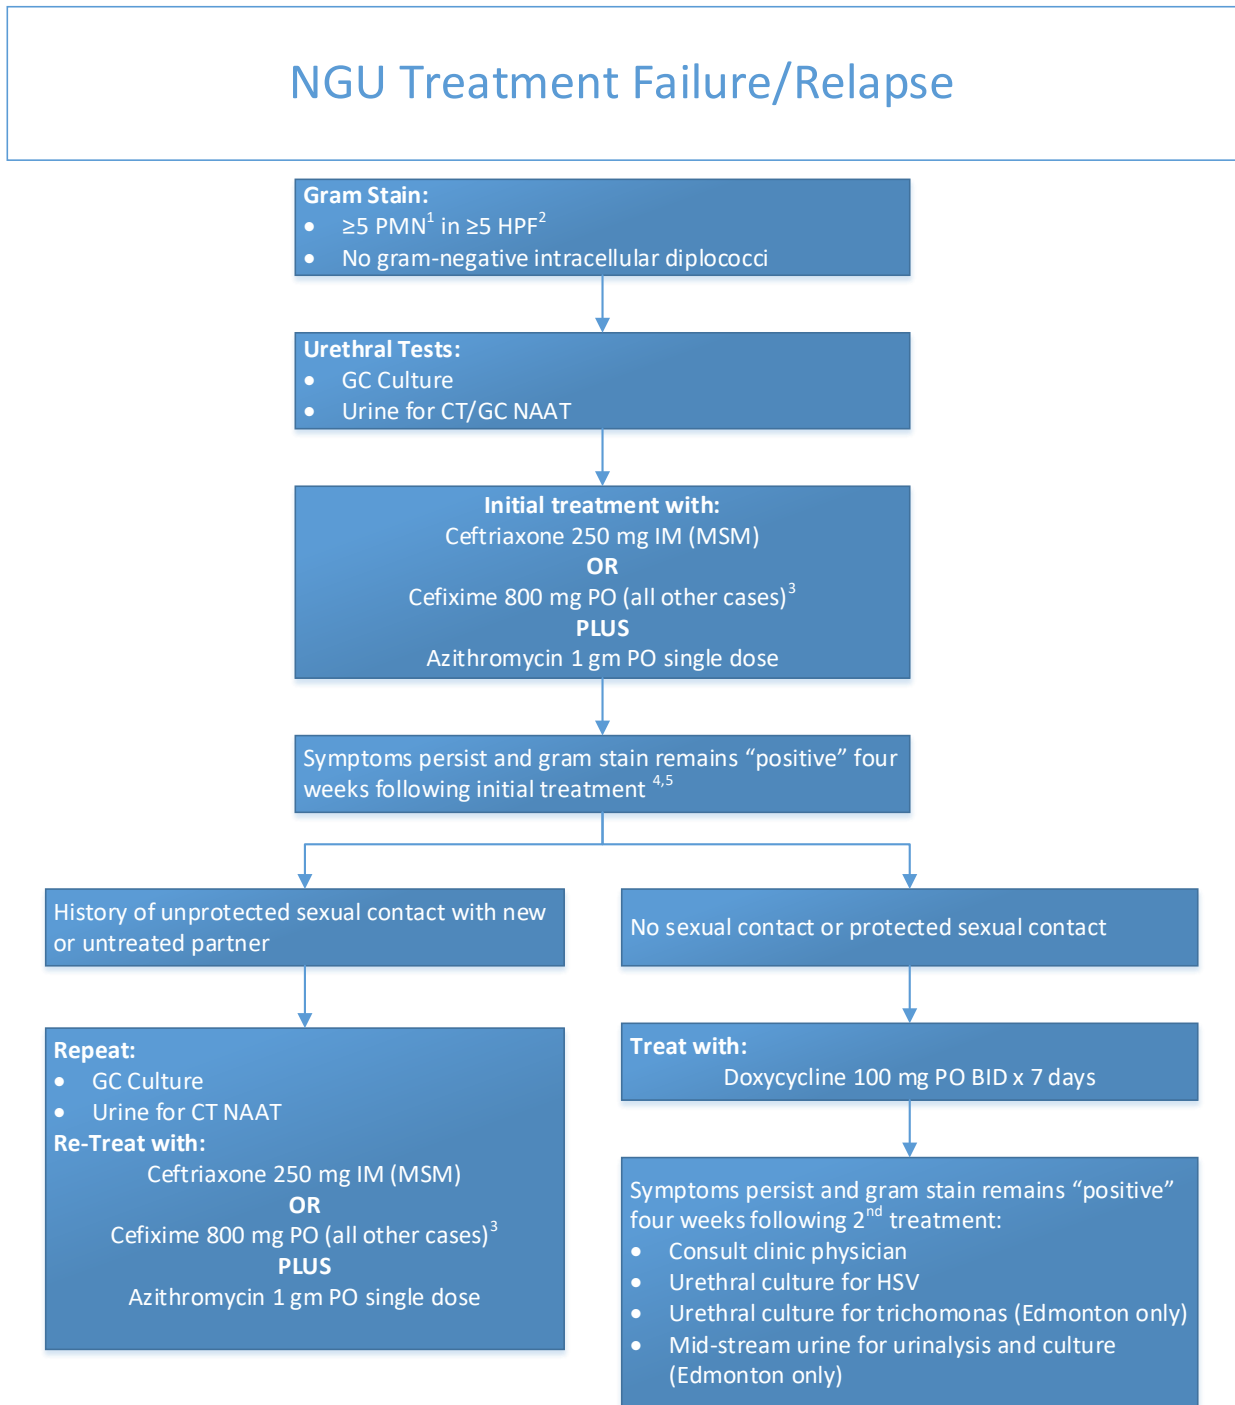 NGU Treatment Failure/Relapse
Gram Stain:
• ≥5 PMN¹ in ≥5 HPF²
• No gram-negative intracellular diplococci
Urethral Tests:
• GC Culture
• Urine for CT/GC NAAT
Initial treatment with:
Ceftriaxone 250 mg IM (MSM)
OR
Cefixime 800 mg PO (all other cases)³
PLUS
Azithromycin 1 gm PO single dose
Symptoms persist and gram stain remains “positive” four
weeks following initial treatment ⁴,⁵
History of unprotected sexual contact with new
or untreated partner
Repeat:
• GC Culture
• Urine for CT NAAT
Re-Treat with:
Ceftriaxone 250 mg IM (MSM)
OR
Cefixime 800 mg PO (all other cases)³
PLUS
Azithromycin 1 gm PO single dose
No sexual contact or protected sexual contact
Treat with:
Doxycycline 100 mg PO BID x 7 days
Symptoms persist and gram stain remains “positive”
four weeks following 2ⁿᵈ treatment:
• Consult clinic physician
• Urethral culture for HSV
• Urethral culture for trichomonas (Edmonton only)
• Mid-stream urine for urinalysis and culture
(Edmonton only)